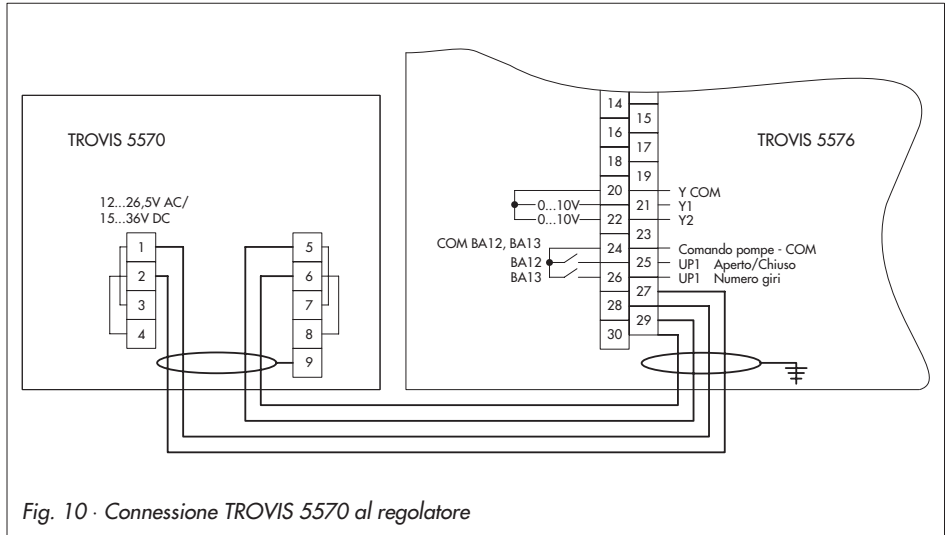 TROVIS 5570
12...26,5V AC/
15...36V DC
1
2
3
4
5
6
7
8
9
TROVIS 5576
14
15
16
17
18
19
20
Y COM
0...10V
21
Y1
0...10V
22
Y2
23
COM BA12, BA13
24
Comando pompe - COM
BA12
25
UP1 Aperto/Chiuso
BA13
26
UP1 Numero giri
27
28
29
30
Fig. 10 · Connessione TROVIS 5570 al regolatore